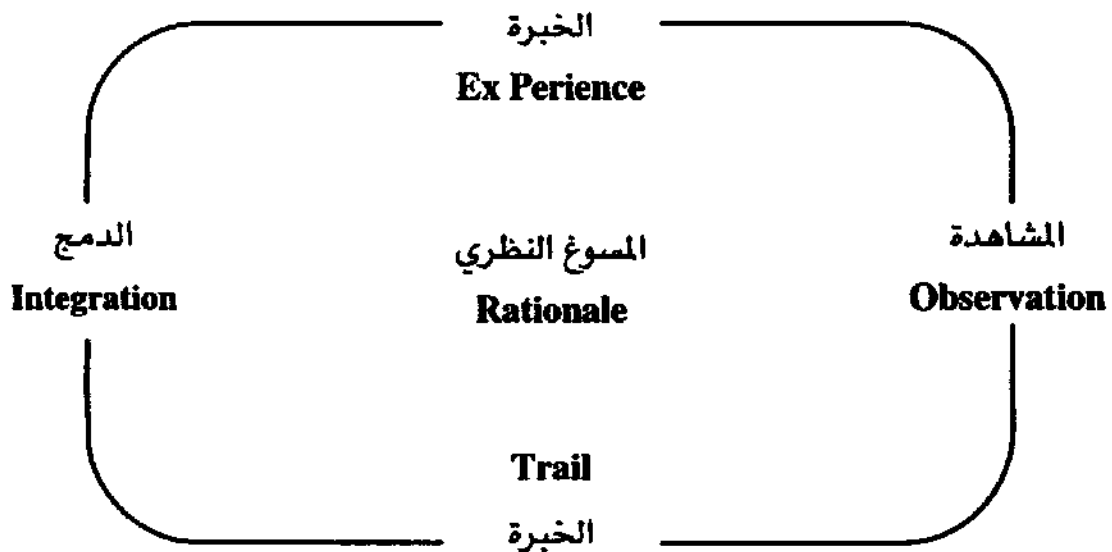 الخبرة
Ex Perience
الدمج
Integration
المسوغ النظري
Rationale
المشاهدة
Observation
Trail
الخبرة